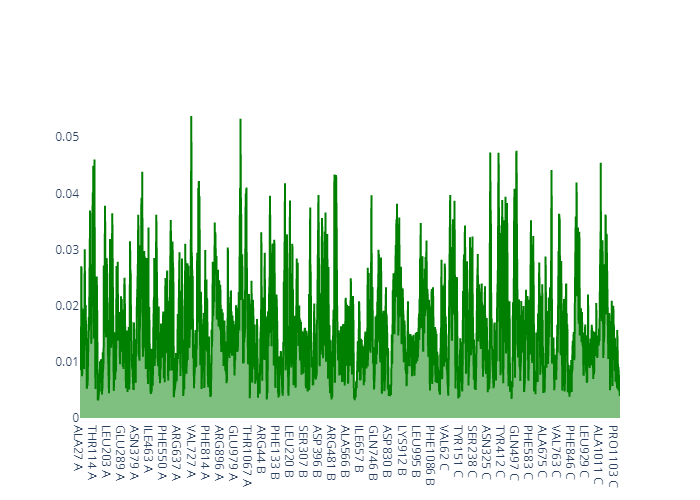 0.05
0.04
0.03
0.02
0.01
0
ALA27 A
THR114 A
LEU203 A
GLU289 A
ASN379 A
ILE463 A
PHE550 A
ARG637 A
VAL727 A
PHE814 A
ARG896 A
GLU979 A
THR1067 A
ARG44 B
PHE133 B
LEU220 B
SER307 B
ASP396 B
ARG481 B
ALA566 B
ILE657 B
GLN746 B
ASP830 B
LYS912 B
LEU995 B
PHE1086 B
VAL62 C
TYR151 C
SER238 C
ASN325 C
TYR412 C
GLN497 C
PHE583 C
ALA675 C
VAL763 C
PHE846 C
LEU929 C
ALA1011 C
PRO1103 C